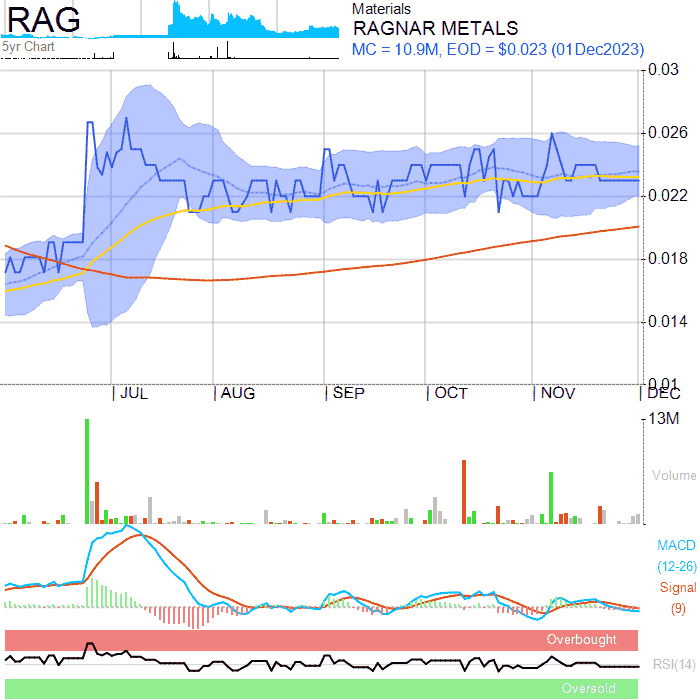 RAG
5yr Chart
Materials
RAGNAR METALS
MC = 10.9M, EOD = $0.023 (01Dec2023)
0.03
0.026
0.022
0.018
0.014
0.01
JUL AUG SEP OCT NOV DEC
13M
Volume
MACD
(12-26)
Signal
(9)
Overbought
RSI(14)
Oversold